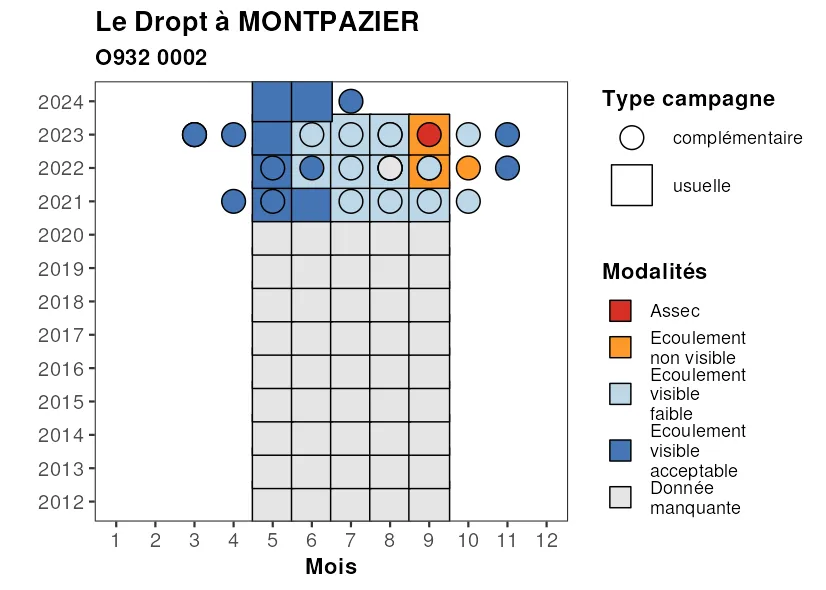 Le Dropt à MONTPAZIER
O932 0002
2024
2023
2022
2021
2020
2019
2018
2017
2016
2015
2014
2013
2012
1 2 3 4 5 6 7 8 9 10 11 12
Mois
Type campagne
complémentaire
usuelle
Modalités
Assec
Ecoulement
non visible
Ecoulement
visible
faible
Ecoulement
visible
acceptable
Donnée
manquante